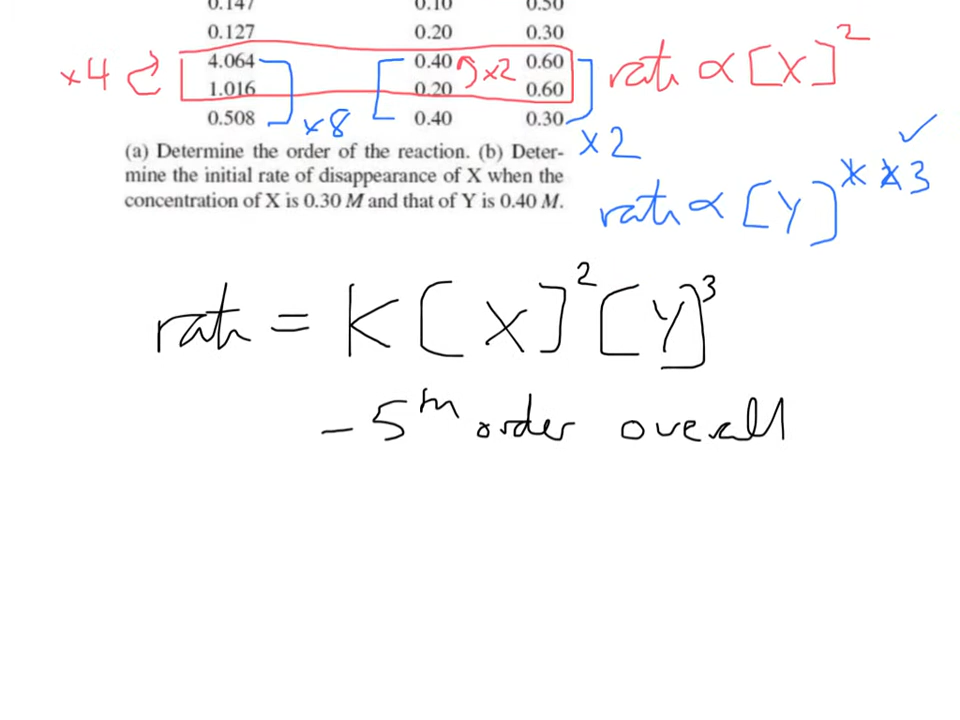 0.147 0.10 0.50
0.127 0.20 0.30
×4 4.064 0.40 ×2 0.60 rate ∝ [X]²
1.016 0.20 0.60
0.508 ×8 0.40 0.30 ×2
(a) Determine the order of the reaction. (b) Deter-
mine the initial rate of disappearance of X when the
concentration of X is 0.30 M and that of Y is 0.40 M.
rate ∝ [Y]³ ✓
rate = K[X]²[Y]³
– 5th order overall